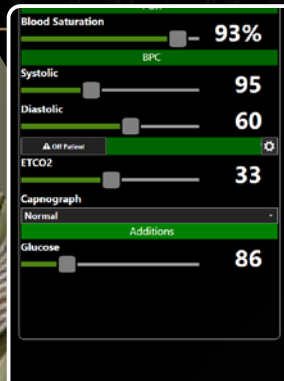 Blood Saturation
93%
BPC
Systolic
95
Diastolic
60
Off Patient
ETCO2
33
Capnograph
Normal
Additions
Glucose
86